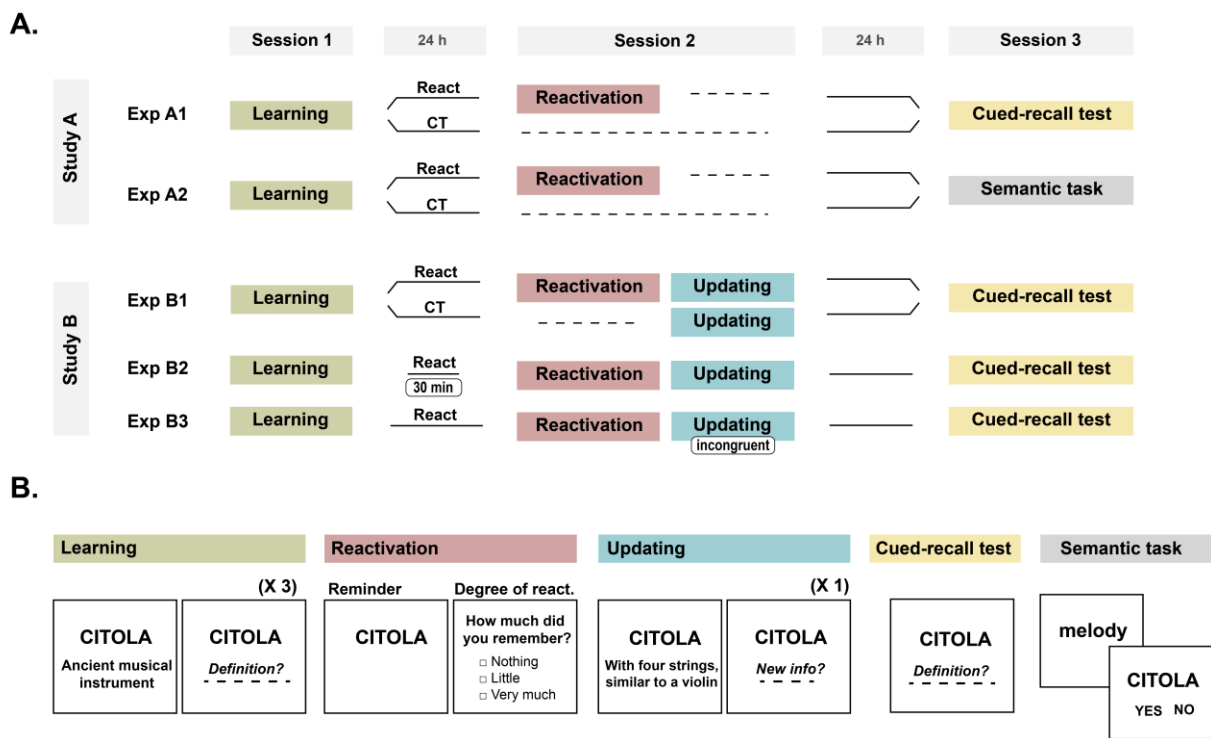 A.
Session 1 24 h Session 2 24 h Session 3
Study A
Exp A1 Learning React Reactivation Cued-recall test
CT
Exp A2 Learning React Reactivation Semantic task
CT
Study B
Exp B1 Learning React Reactivation Updating Cued-recall test
CT Updating
Exp B2 Learning React Reactivation Updating Cued-recall test
30 min
Exp B3 Learning React Reactivation Updating Cued-recall test
incongruent
B.
Learning Reactivation Updating Cued-recall test Semantic task
(X 3) Reminder Degree of react. (X 1)
CITOLA
Ancient musical
instrument
CITOLA
Definition?
CITOLA
How much did
you remember?
□ Nothing
□ Little
□ Very much
CITOLA
With four strings,
similar to a violin
CITOLA
New info?
CITOLA
Definition?
melody
CITOLA
YES NO